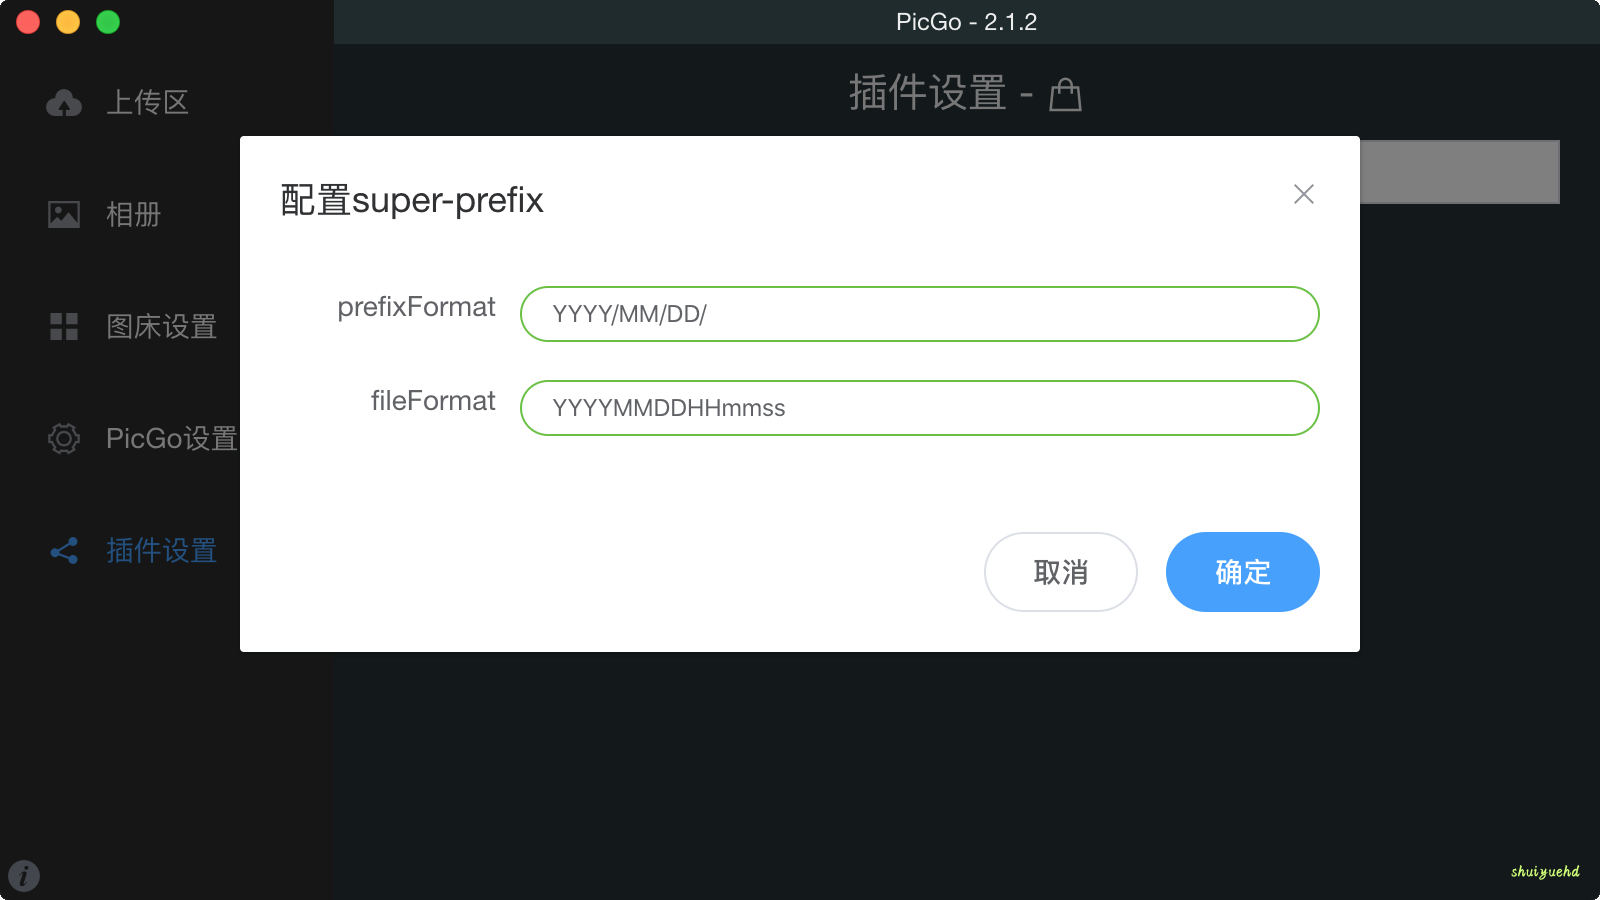 PicGo - 2.1.2
上传区
相册
图床设置
PicGo设置
插件设置
插件设置 -
配置super-prefix
prefixFormat
YYYY/MM/DD/
fileFormat
YYYYMMDDHHmmss
取消
确定
i
shuiyuehd